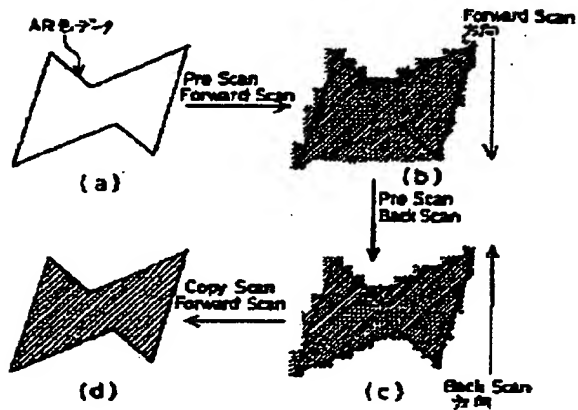 AR色データ
Pre Scan
Forward Scan
Forward Scan
方向
(a)
(b)
Pre Scan
Back Scan
Copy Scan
Forward Scan
(d)
(c)
Back Scan
方向